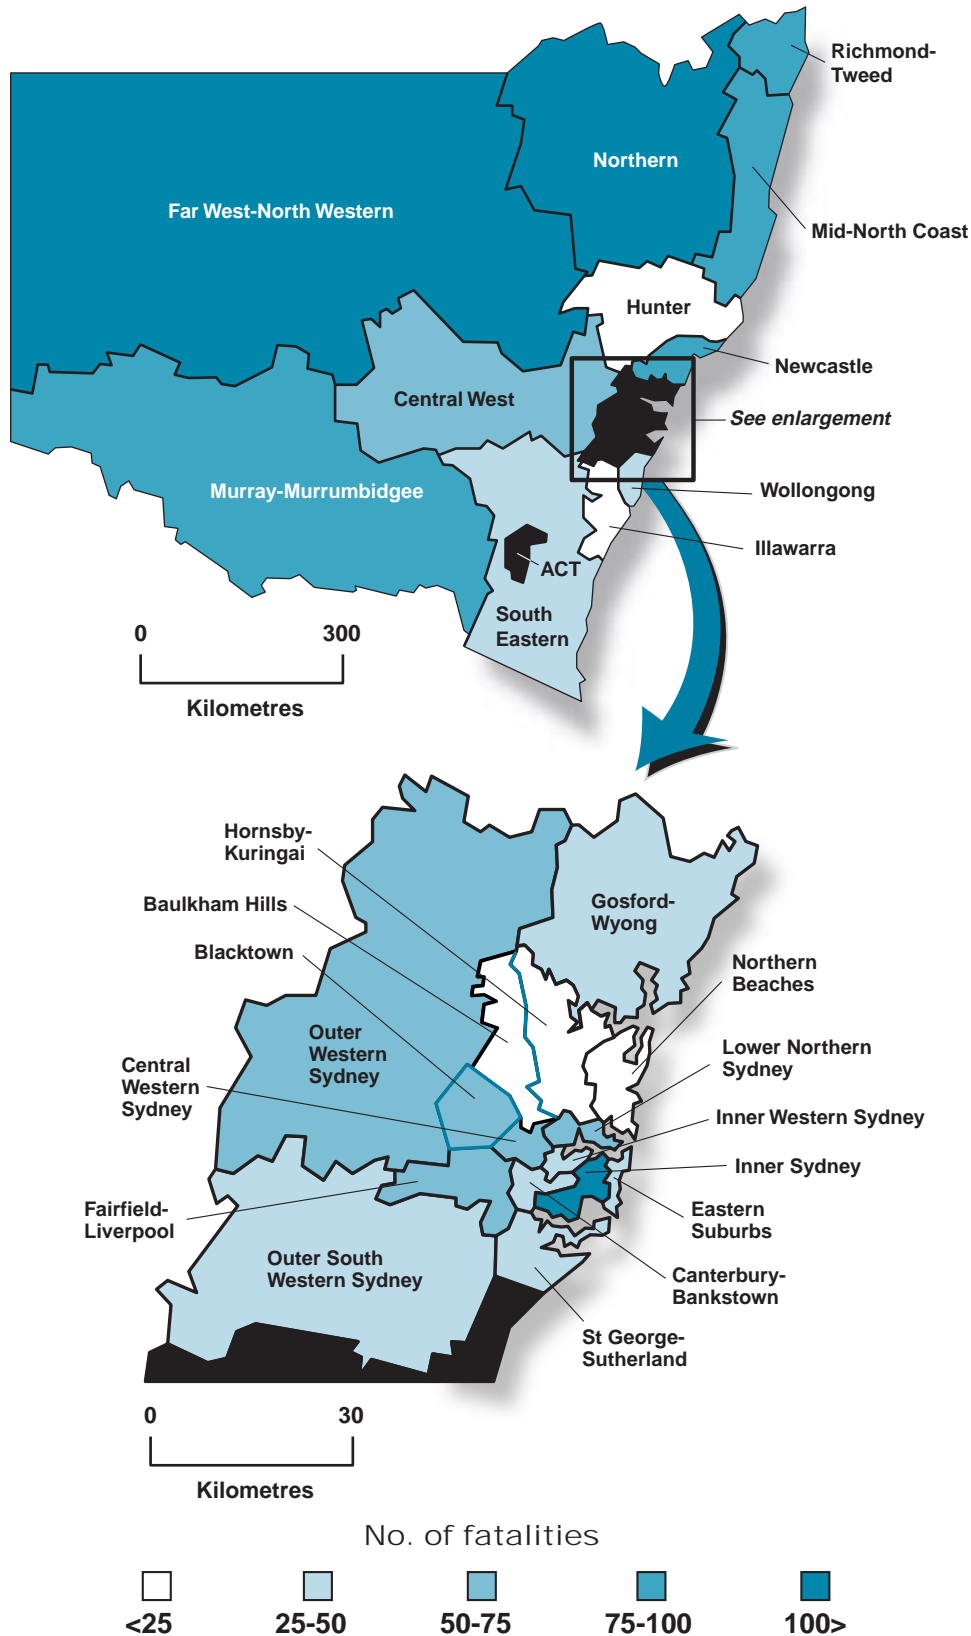 Richmond-
Tweed
Northern
Far West-North Western
Mid-North Coast
Hunter
Newcastle
Central West
See enlargement
Murray-Murrumbidgee
Wollongong
Illawarra
ACT
South
Eastern
0 300
Kilometres
Hornsby-
Kuringai
Baulkham Hills
Blacktown
Gosford-
Wyong
Northern
Beaches
Outer
Western
Sydney
Central
Western
Sydney
Lower Northern
Sydney
Inner Western Sydney
Inner Sydney
Fairfield-
Liverpool
Eastern
Suburbs
Outer South
Western Sydney
Canterbury-
Bankstown
St George-
Sutherland
0 30
Kilometres
No. of fatalities
<25 25-50 50-75 75-100 100>